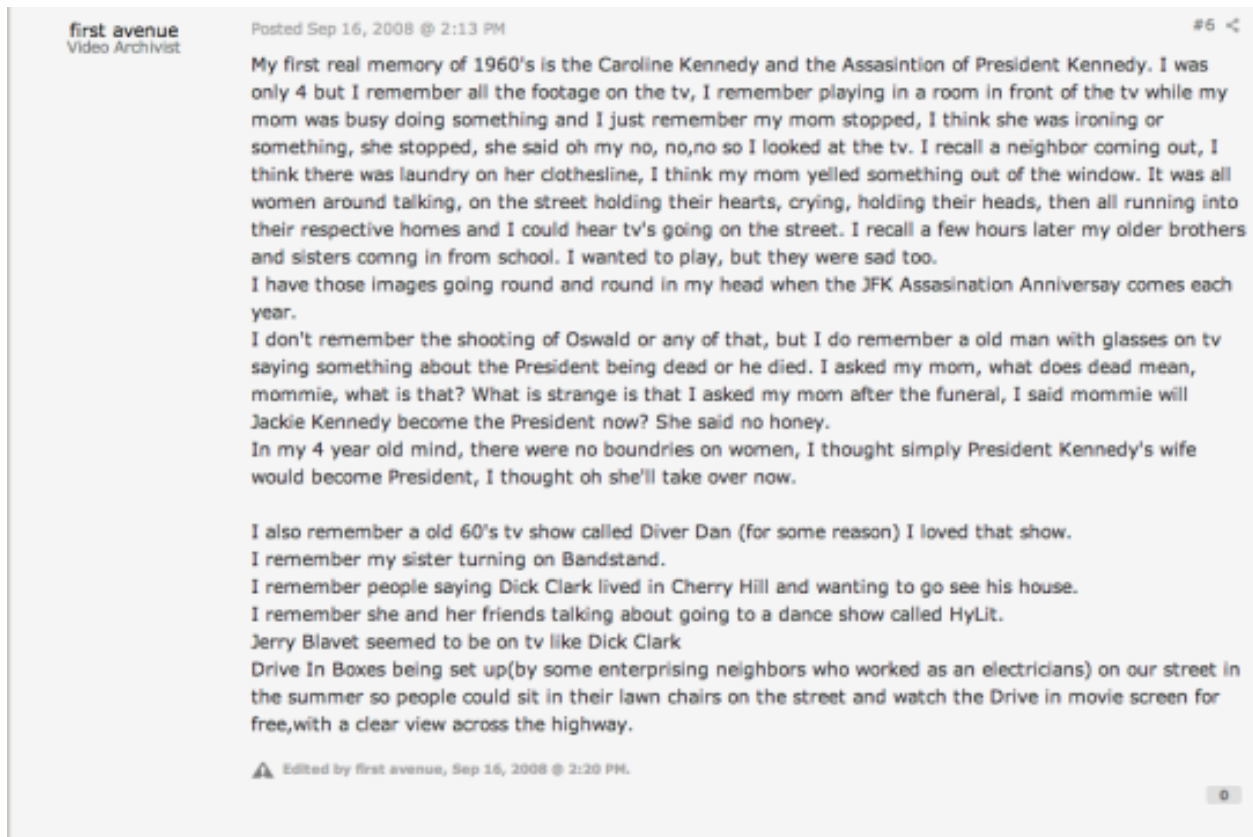 first avenue
Video Archivist
Posted Sep 16, 2008 @ 2:13 PM
#6
My first real memory of 1960's is the Caroline Kennedy and the Assasintion of President Kennedy. I was
only 4 but I remember all the footage on the tv, I remember playing in a room in front of the tv while my
mom was busy doing something and I just remember my mom stopped, I think she was ironing or
something, she stopped, she said oh my no, no,no so I looked at the tv. I recall a neighbor coming out, I
think there was laundry on her clothesline, I think my mom yelled something out of the window. It was all
women around talking, on the street holding their hearts, crying, holding their heads, then all running into
their respective homes and I could hear tv's going on the street. I recall a few hours later my older brothers
and sisters comng in from school. I wanted to play, but they were sad too.
I have those images going round and round in my head when the JFK Assasination Anniversay comes each
year.
I don't remember the shooting of Oswald or any of that, but I do remember a old man with glasses on tv
saying something about the President being dead or he died. I asked my mom, what does dead mean,
mommie, what is that? What is strange is that I asked my mom after the funeral, I said mommie will
Jackie Kennedy become the President now? She said no honey.
In my 4 year old mind, there were no boundries on women, I thought simply President Kennedy's wife
would become President, I thought oh she'll take over now.
I also remember a old 60's tv show called Diver Dan (for some reason) I loved that show.
I remember my sister turning on Bandstand.
I remember people saying Dick Clark lived in Cherry Hill and wanting to go see his house.
I remember she and her friends talking about going to a dance show called HyLit.
Jerry Blavet seemed to be on tv like Dick Clark
Drive In Boxes being set up(by some enterprising neighbors who worked as an electricians) on our street in
the summer so people could sit in their lawn chairs on the street and watch the Drive in movie screen for
free,with a clear view across the highway.
Edited by first avenue, Sep 16, 2008 @ 2:20 PM.
0